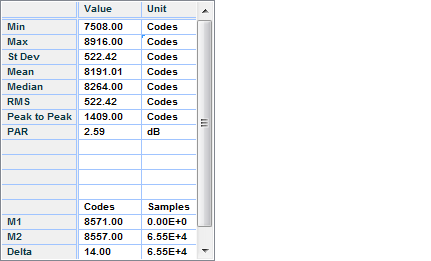 Value Unit
Min 7508.00 Codes
Max 8916.00 Codes
St Dev 522.42 Codes
Mean 8191.01 Codes
Median 8264.00 Codes
RMS 522.42 Codes
Peak to Peak 1409.00 Codes
PAR 2.59 dB
Codes Samples
M1 8571.00 0.00E+0
M2 8557.00 6.55E+4
Delta 14.00 6.55E+4